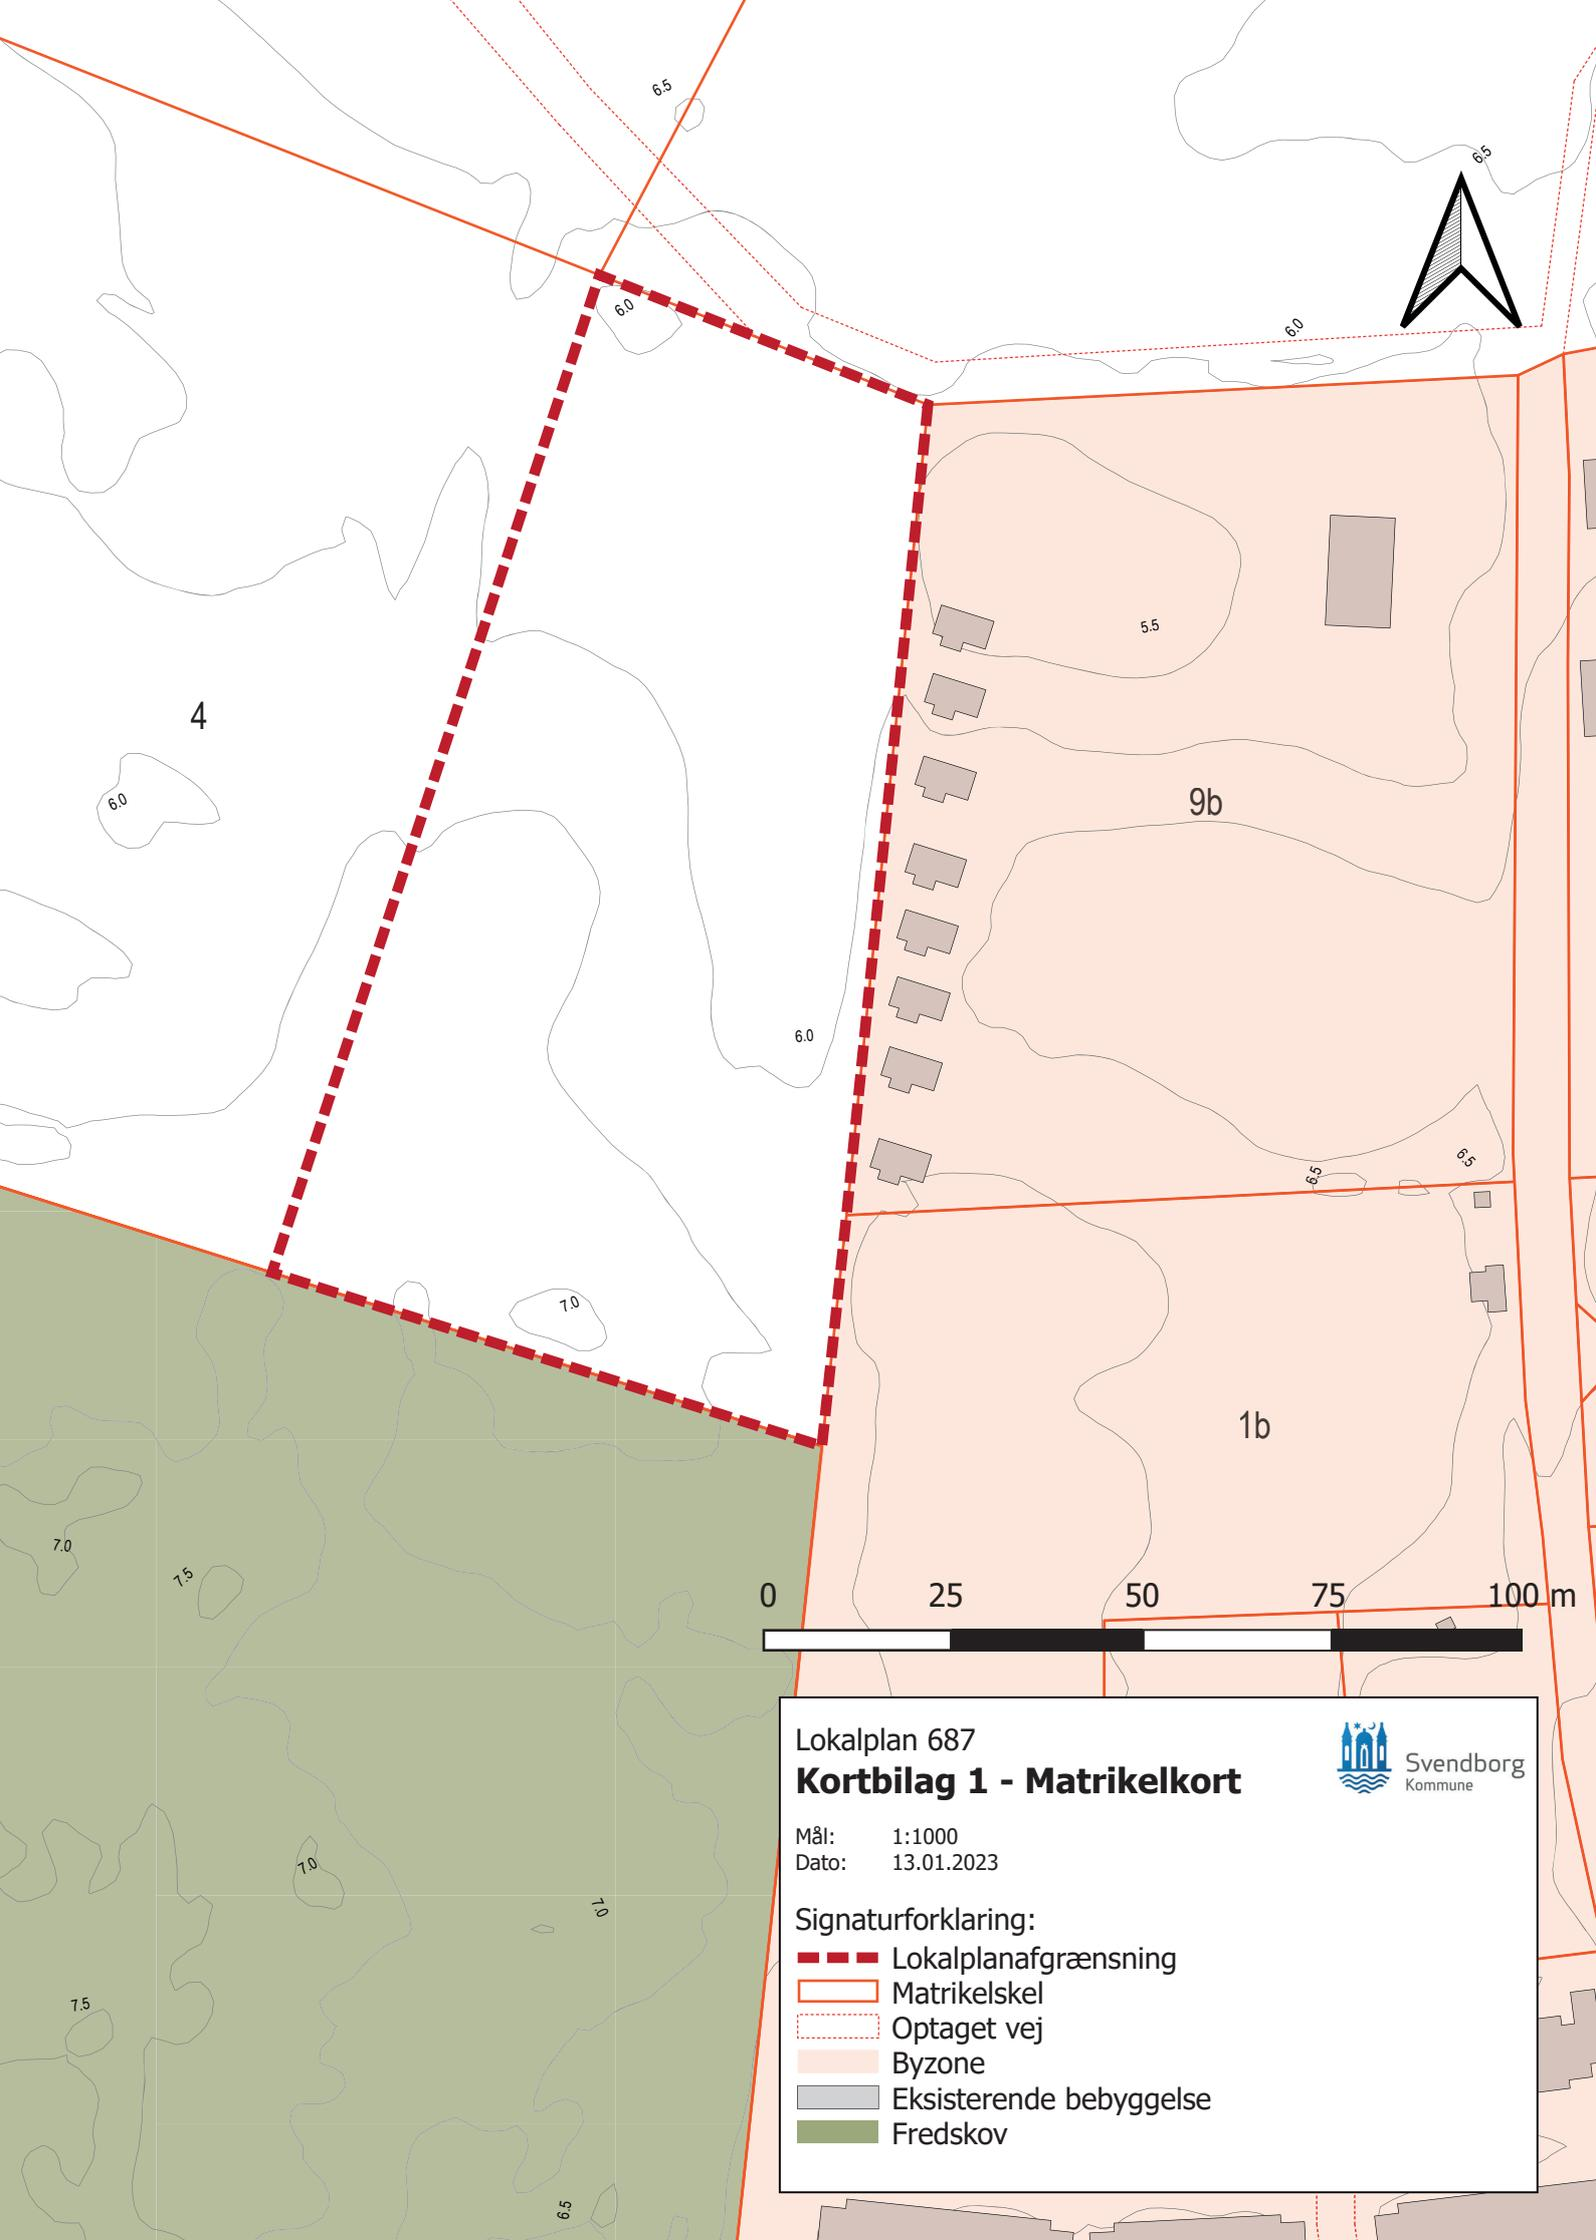 6.5
6.5
6.0
6.0
5.5
4
6.0
9b
6.0
6.5
6.5
7.0
1b
7.0
7.5
0 25 50 75 100 m
Lokalplan 687
Kortbilag 1 - Matrikelkort
Svendborg
Kommune
Mål: 1:1000
Dato: 13.01.2023
7.0
7.0
Signaturforklaring:
Lokalplanafgrænsning
Matrikelskel
7.5
Optaget vej
Byzone
Eksisterende bebyggelse
Fredskov
6.5